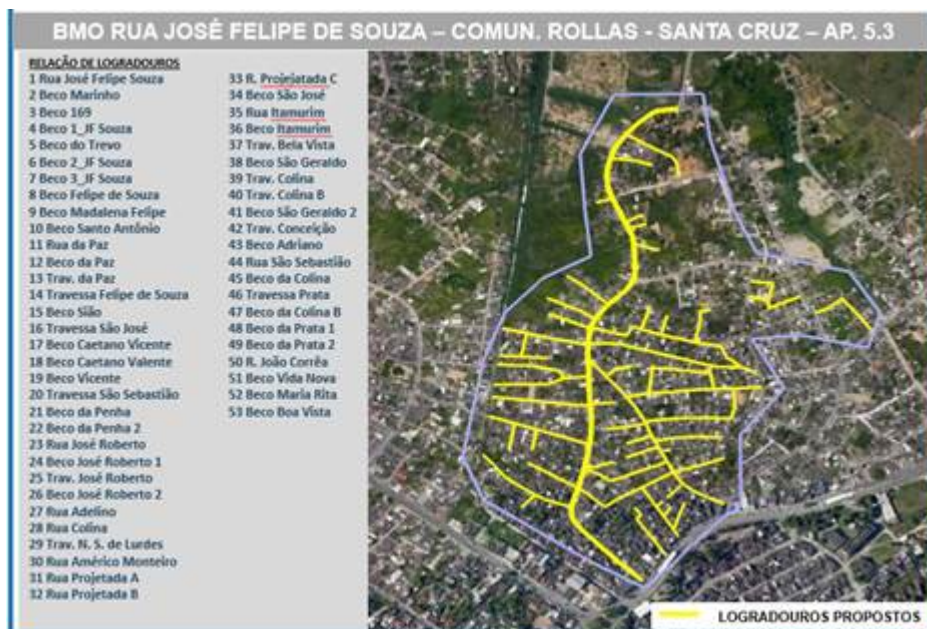 BMO RUA JOSÉ FELIPE DE SOUZA – COMUN. ROLLAS - SANTA CRUZ – AP. 5.3
RELAÇÃO DE LOGRADOUROS
1 Rua José Felipe Souza
2 Beco Marinho
3 Beco 169
4 Beco 1_JF Souza
5 Beco do Trevo
6 Beco 2_JF Souza
7 Beco 3_JF Souza
8 Beco Felipe de Souza
9 Beco Madalena Felipe
10 Beco Santo Antônio
11 Rua da Paz
12 Beco da Paz
13 Trav. da Paz
14 Travessa Felipe de Souza
15 Beco Sião
16 Travessa São José
17 Beco Caetano Vicente
18 Beco Caetano Valente
19 Beco Vicente
20 Travessa São Sebastião
21 Beco da Penha
22 Beco da Penha 2
23 Rua José Roberto
24 Beco José Roberto 1
25 Trav. José Roberto
26 Beco José Roberto 2
27 Rua Adelino
28 Rua Colina
29 Trav. N. S. de Lurdes
30 Rua Américo Monteiro
31 Rua Projetada A
32 Rua Projetada B
33 R. Projejatada C
34 Beco São José
35 Rua Itamurim
36 Beco Itamurim
37 Trav. Bela Vista
38 Beco São Geraldo
39 Trav. Colina
40 Trav. Colina B
41 Beco São Geraldo 2
42 Trav. Conceição
43 Beco Adriano
44 Rua São Sebastião
45 Beco da Colina
46 Travessa Prata
47 Beco da Colina B
48 Beco da Prata 1
49 Beco da Prata 2
50 R. João Corrêa
51 Beco Vida Nova
52 Beco Maria Rita
53 Beco Boa Vista
LOGRADOUROS PROPOSTOS